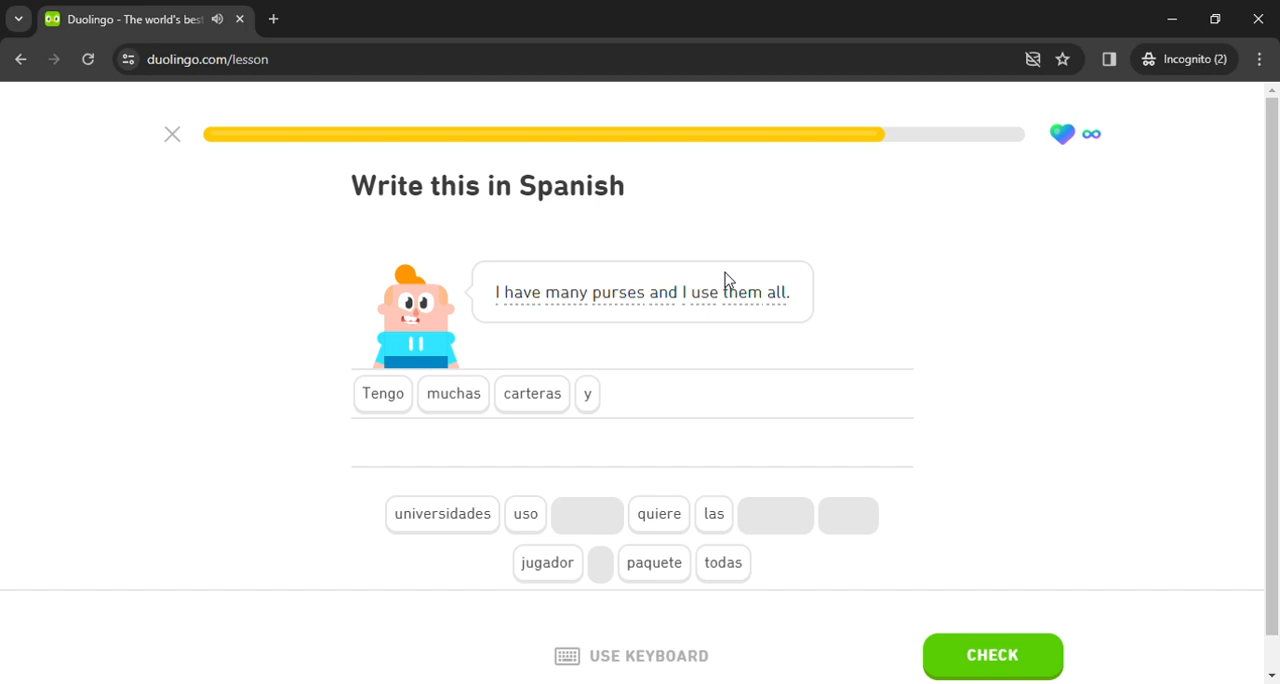 Duolingo - The world's bes
duolingo.com/lesson
Incognito (2)
Write this in Spanish
I have many purses and I use them all.
Tengo muchas carteras y
universidades uso quiere las
jugador paquete todas
USE KEYBOARD
CHECK